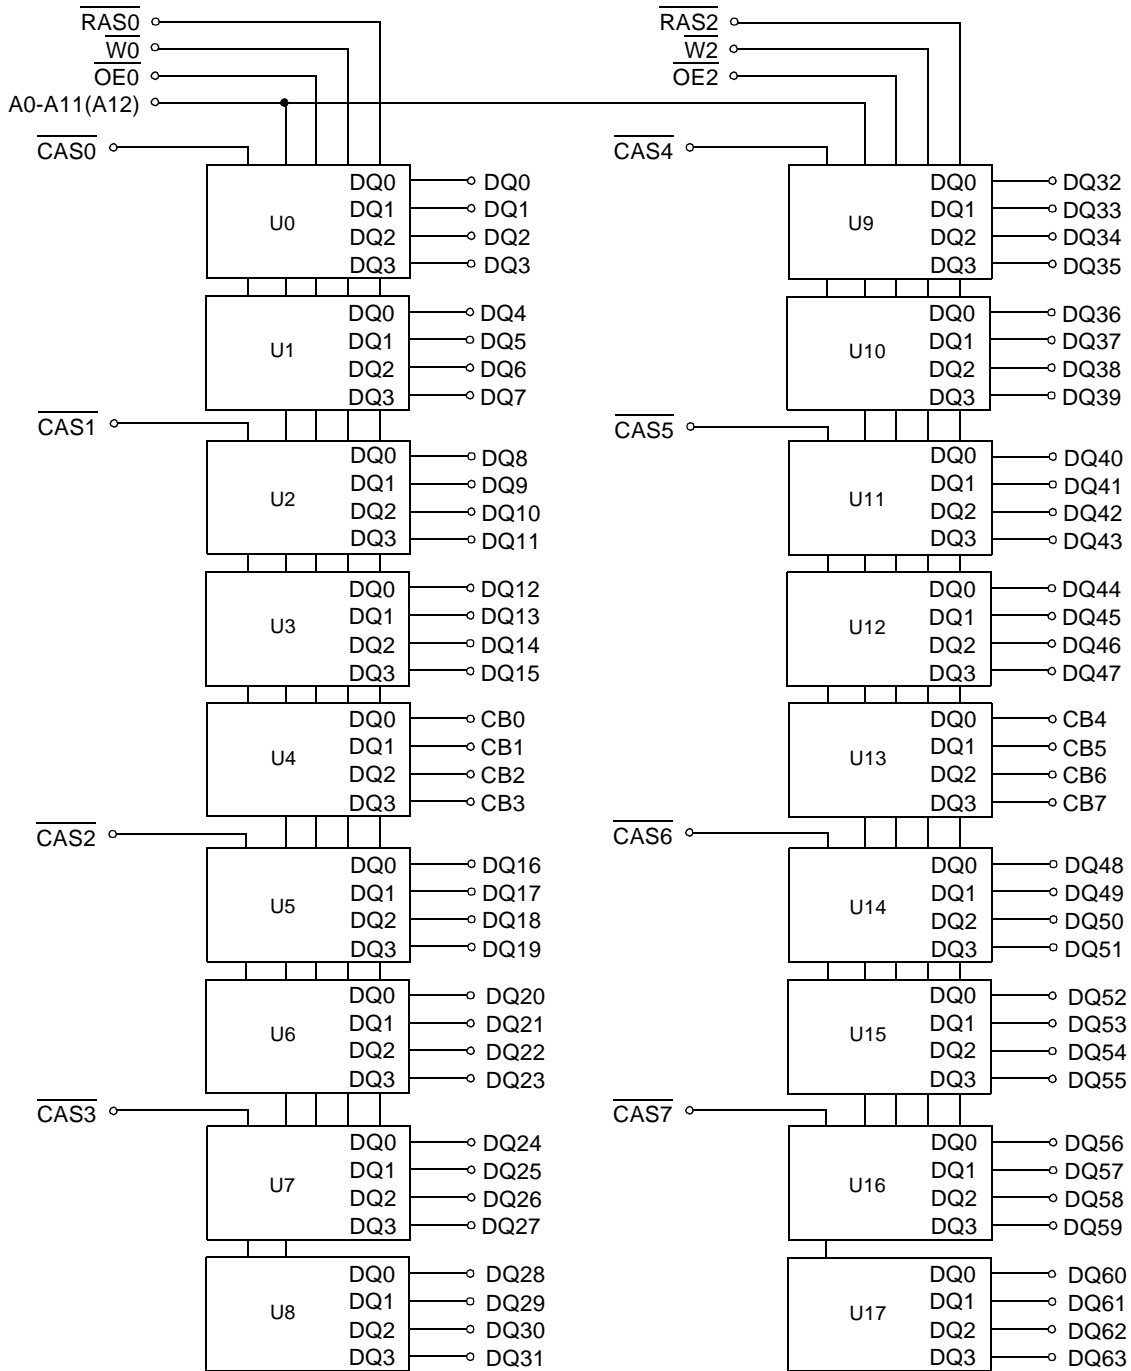 RAS0
W0
OE0
A0-A11(A12)
CAS0
U0
DQ0 DQ0
DQ1 DQ1
DQ2 DQ2
DQ3 DQ3
U1
DQ0 DQ4
DQ1 DQ5
DQ2 DQ6
DQ3 DQ7
CAS1
U2
DQ0 DQ8
DQ1 DQ9
DQ2 DQ10
DQ3 DQ11
U3
DQ0 DQ12
DQ1 DQ13
DQ2 DQ14
DQ3 DQ15
U4
DQ0 CB0
DQ1 CB1
DQ2 CB2
DQ3 CB3
CAS2
U5
DQ0 DQ16
DQ1 DQ17
DQ2 DQ18
DQ3 DQ19
U6
DQ0 DQ20
DQ1 DQ21
DQ2 DQ22
DQ3 DQ23
CAS3
U7
DQ0 DQ24
DQ1 DQ25
DQ2 DQ26
DQ3 DQ27
U8
DQ0 DQ28
DQ1 DQ29
DQ2 DQ30
DQ3 DQ31
RAS2
W2
OE2
CAS4
U9
DQ0 DQ32
DQ1 DQ33
DQ2 DQ34
DQ3 DQ35
U10
DQ0 DQ36
DQ1 DQ37
DQ2 DQ38
DQ3 DQ39
CAS5
U11
DQ0 DQ40
DQ1 DQ41
DQ2 DQ42
DQ3 DQ43
U12
DQ0 DQ44
DQ1 DQ45
DQ2 DQ46
DQ3 DQ47
U13
DQ0 CB4
DQ1 CB5
DQ2 CB6
DQ3 CB7
CAS6
U14
DQ0 DQ48
DQ1 DQ49
DQ2 DQ50
DQ3 DQ51
U15
DQ0 DQ52
DQ1 DQ53
DQ2 DQ54
DQ3 DQ55
CAS7
U16
DQ0 DQ56
DQ1 DQ57
DQ2 DQ58
DQ3 DQ59
U17
DQ0 DQ60
DQ1 DQ61
DQ2 DQ62
DQ3 DQ63